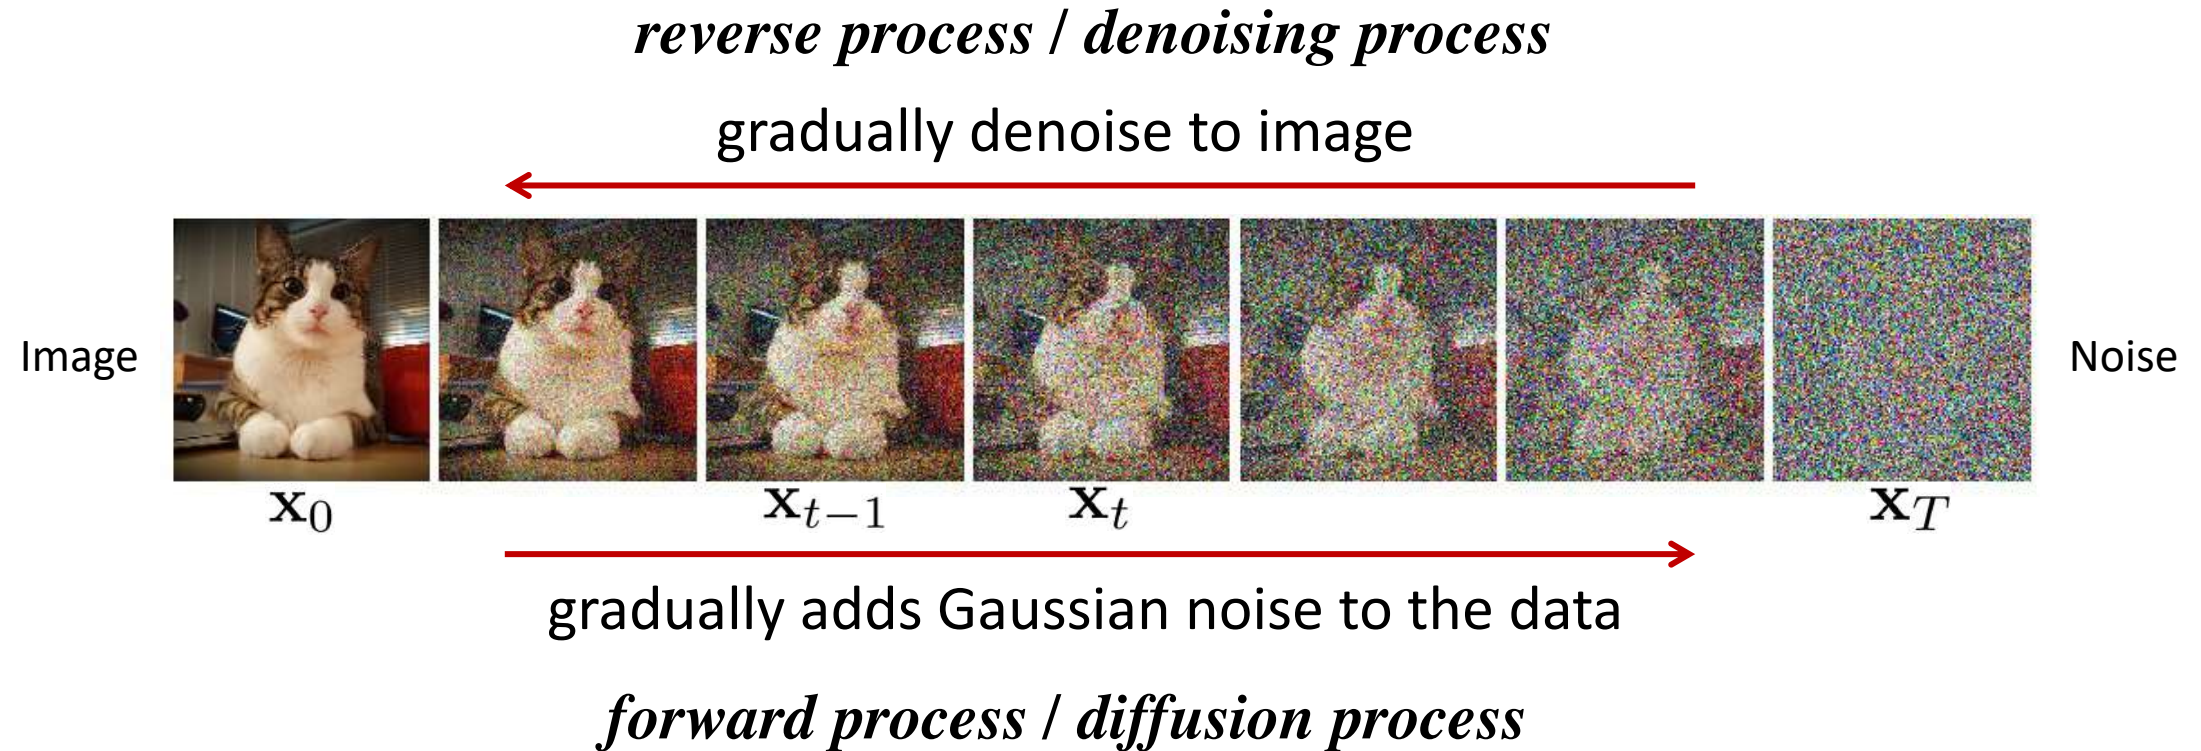 reverse process / denoising process
gradually denoise to image
Image
Noise
x₀
xₜ₋₁
xₜ
x_T
gradually adds Gaussian noise to the data
forward process / diffusion process